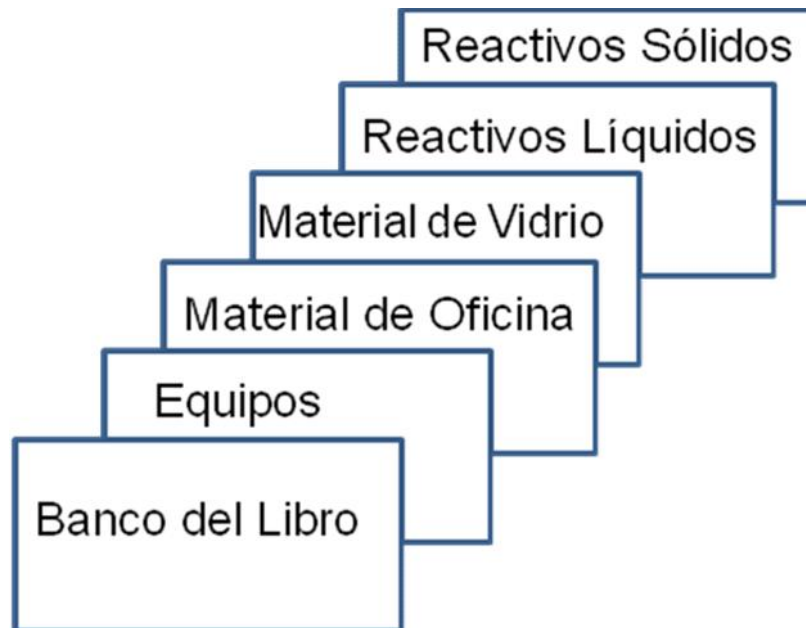 Reactivos Sólidos
Reactivos Líquidos
Material de Vidrio
Material de Oficina
Equipos
Banco del Libro